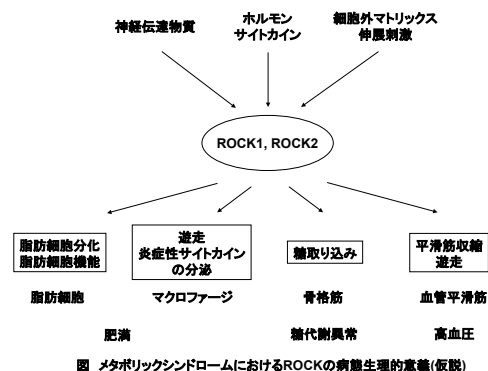 神経伝達物質
ホルモン
サイトカイン
細胞外マトリックス
伸展刺激
ROCK1, ROCK2
脂肪細胞分化
脂肪細胞機能
遊走
炎症性サイトカイン
の分泌
糖取り込み
平滑筋収縮
遊走
脂肪細胞
マクロファージ
骨格筋
血管平滑筋
肥満
糖代謝異常
高血圧
図 メタボリックシンドロームにおけるROCKの病態生理的意義(仮説)